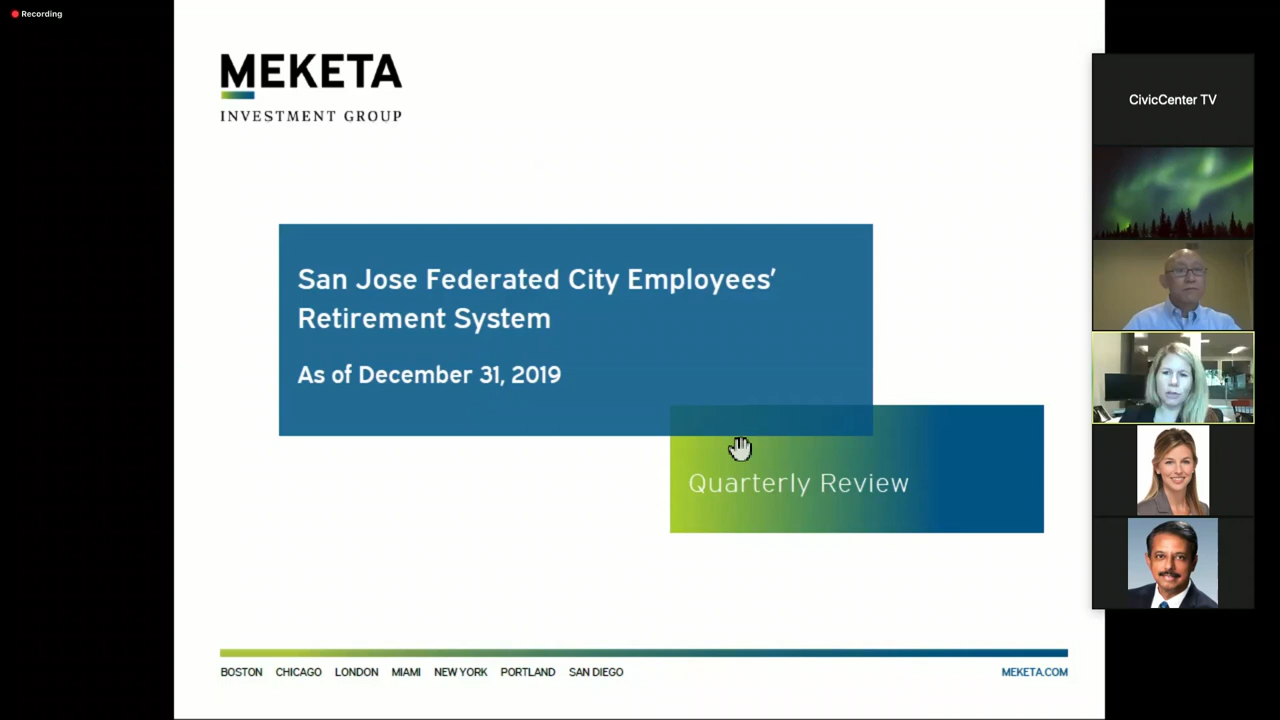 Recording
MEKETA
INVESTMENT GROUP
CivicCenter TV
San Jose Federated City Employees’
Retirement System
As of December 31, 2019
Quarterly Review
BOSTON CHICAGO LONDON MIAMI NEW YORK PORTLAND SAN DIEGO
MEKETA.COM